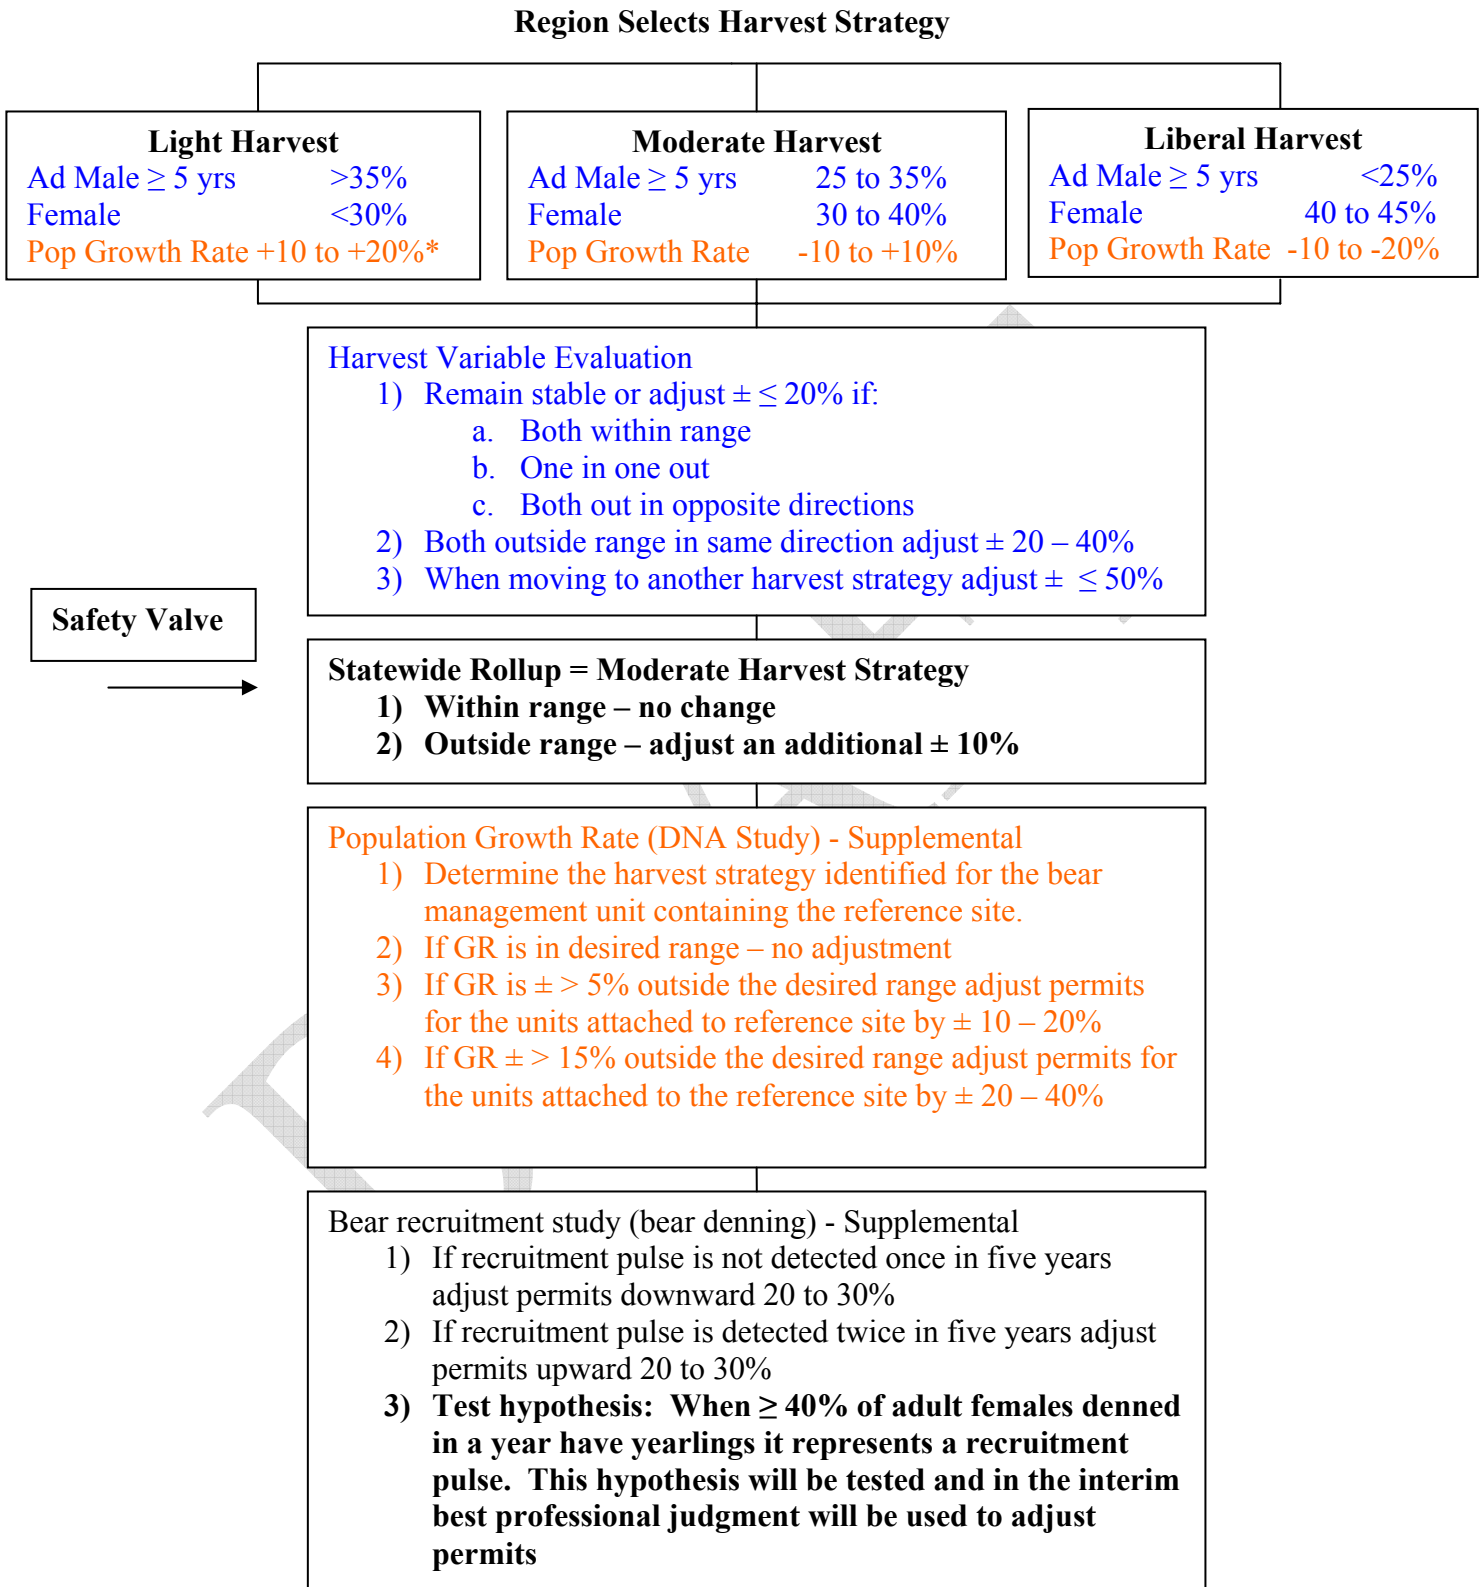 Region Selects Harvest Strategy
Light Harvest
Ad Male ≥ 5 yrs >35%
Female <30%
Pop Growth Rate +10 to +20%*
Moderate Harvest
Ad Male ≥ 5 yrs 25 to 35%
Female 30 to 40%
Pop Growth Rate -10 to +10%
Liberal Harvest
Ad Male ≥ 5 yrs <25%
Female 40 to 45%
Pop Growth Rate -10 to -20%
Harvest Variable Evaluation
1) Remain stable or adjust ± ≤ 20% if:
a. Both within range
b. One in one out
c. Both out in opposite directions
2) Both outside range in same direction adjust ± 20 – 40%
3) When moving to another harvest strategy adjust ± ≤ 50%
Safety Valve
Statewide Rollup = Moderate Harvest Strategy
1) Within range – no change
2) Outside range – adjust an additional ± 10%
Population Growth Rate (DNA Study) - Supplemental
1) Determine the harvest strategy identified for the bear
management unit containing the reference site.
2) If GR is in desired range – no adjustment
3) If GR is ± > 5% outside the desired range adjust permits
for the units attached to reference site by ± 10 – 20%
4) If GR ± > 15% outside the desired range adjust permits for
the units attached to the reference site by ± 20 – 40%
Bear recruitment study (bear denning) - Supplemental
1) If recruitment pulse is not detected once in five years
adjust permits downward 20 to 30%
2) If recruitment pulse is detected twice in five years adjust
permits upward 20 to 30%
3) Test hypothesis: When ≥ 40% of adult females denned
in a year have yearlings it represents a recruitment
pulse. This hypothesis will be tested and in the interim
best professional judgment will be used to adjust
permits